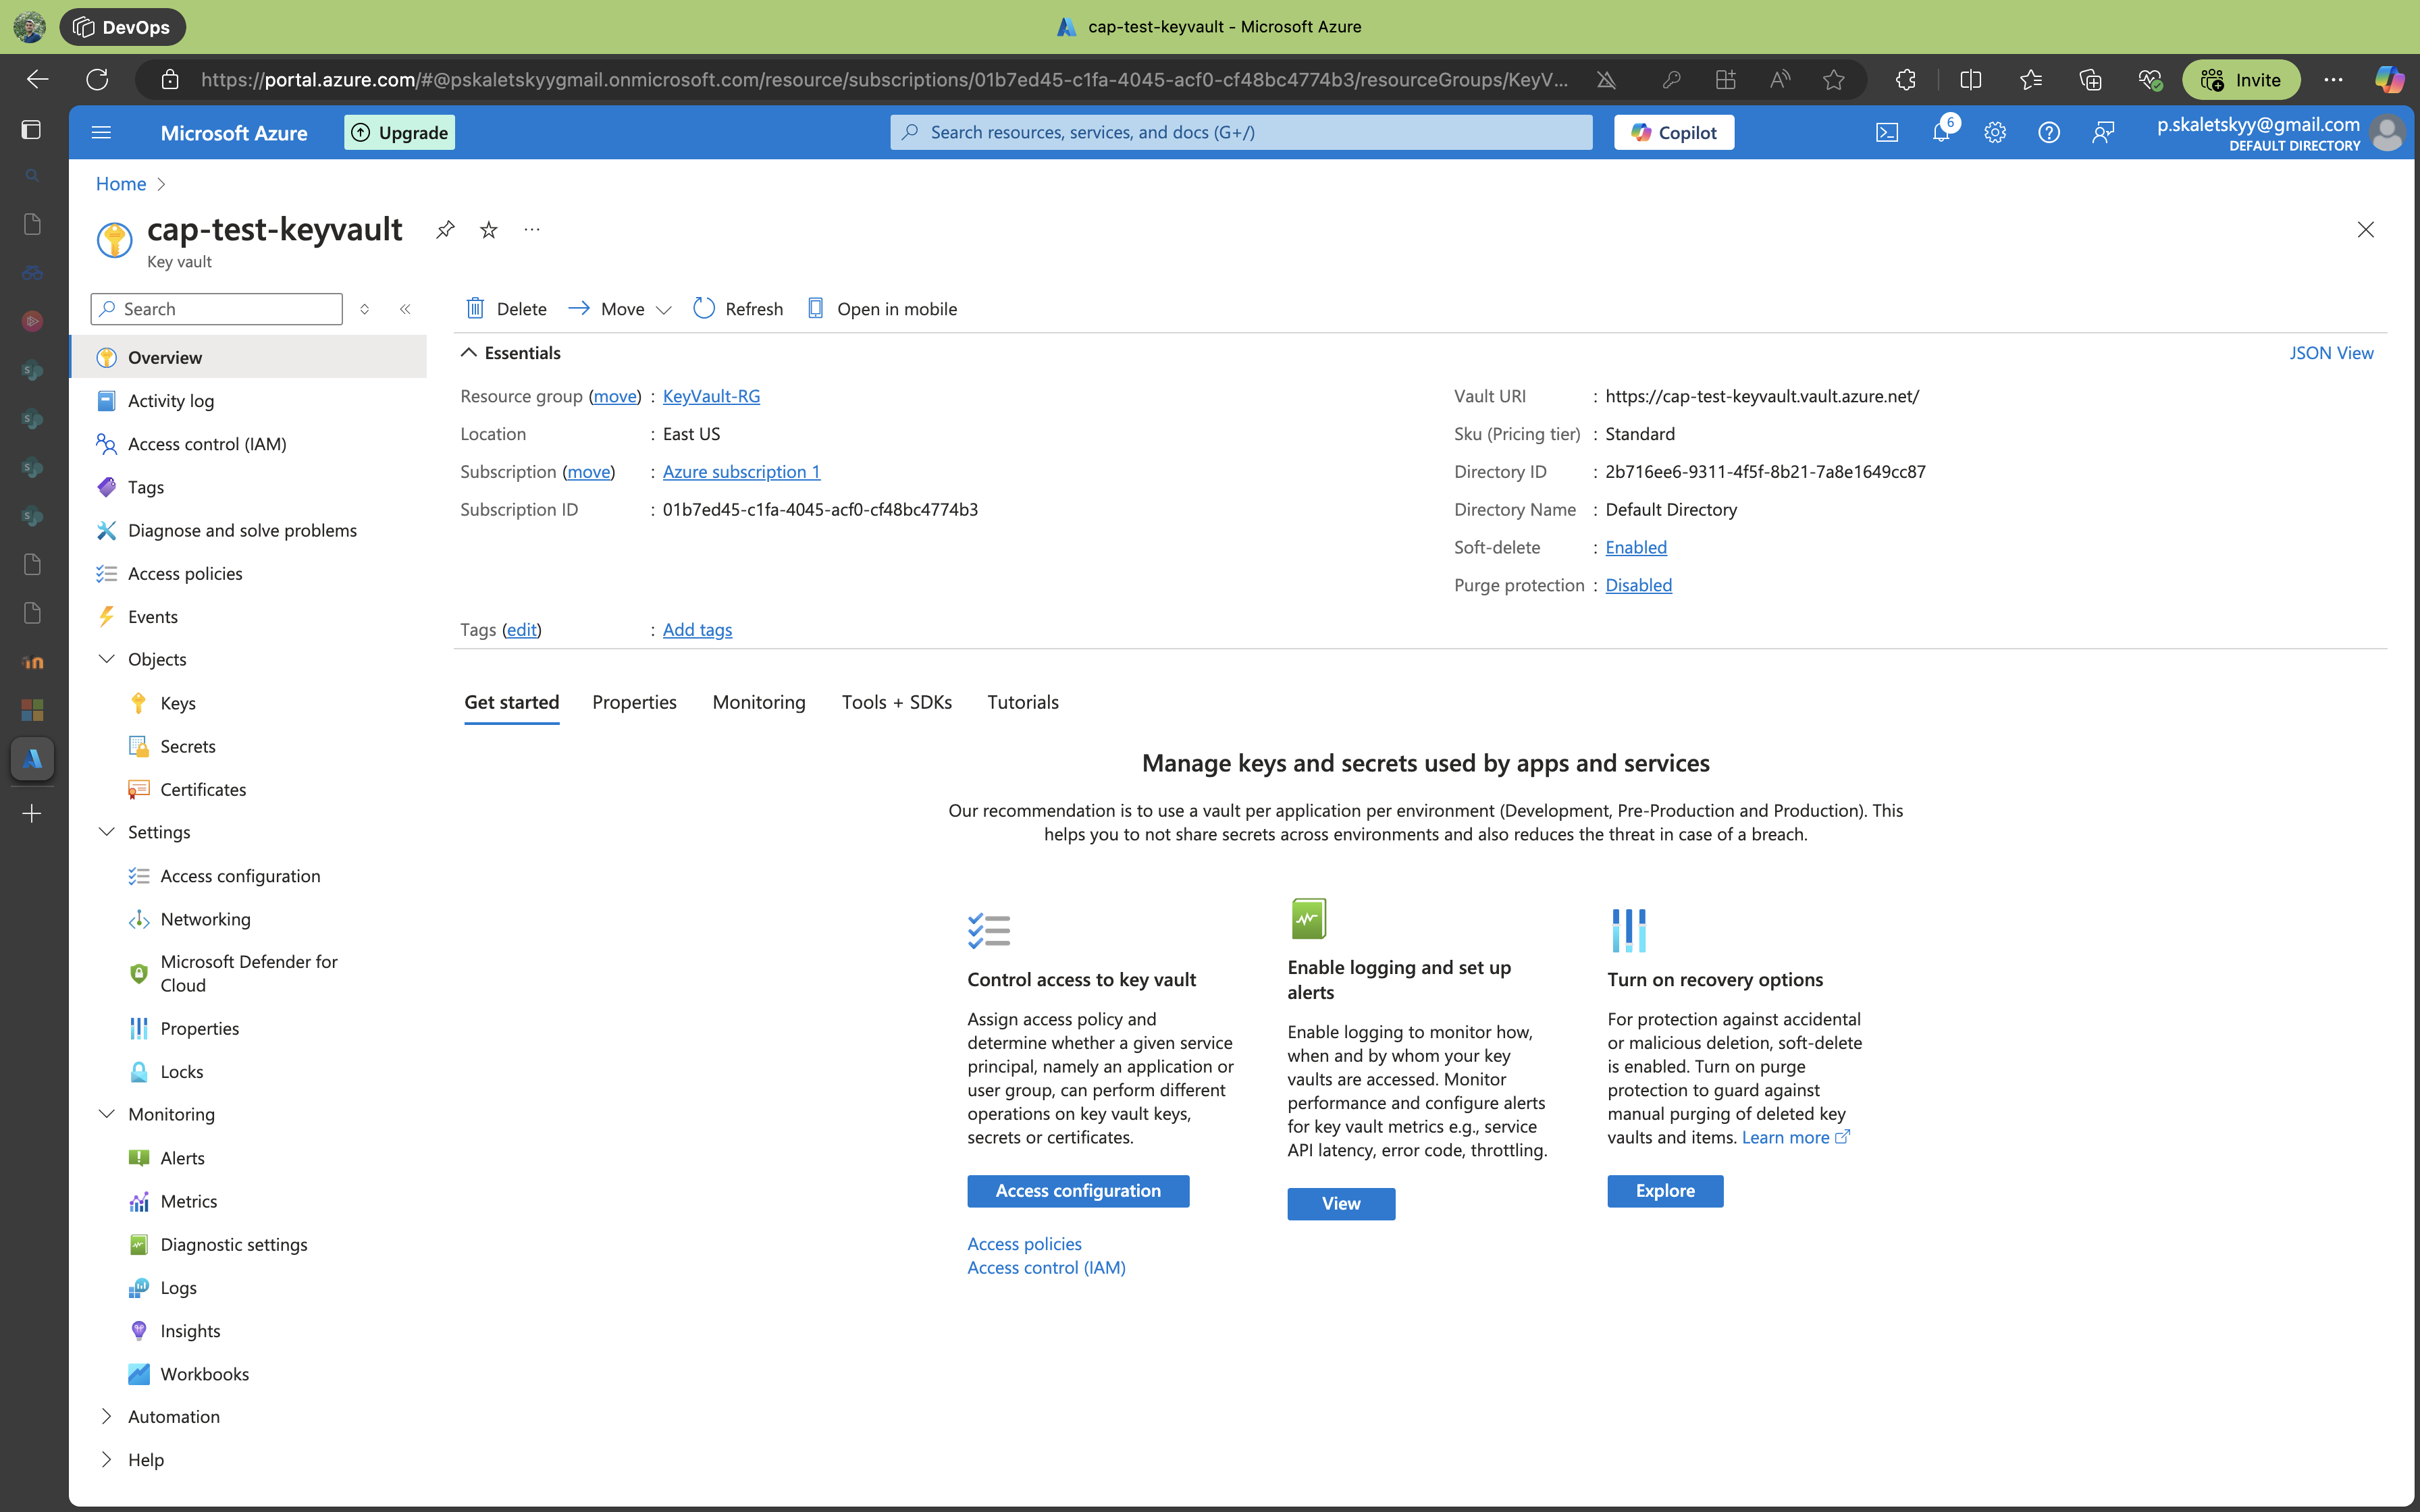 DevOps
cap-test-keyvault - Microsoft Azure
https://portal.azure.com/#@pskaletskyygmail.onmicrosoft.com/resource/subscriptions/01b7ed45-c1fa-4045-acf0-cf48bc4774b3/resourceGroups/KeyV...
Invite
Microsoft Azure
Upgrade
Search resources, services, and docs (G+/)
Copilot
6
p.skaletskyy@gmail.com
DEFAULT DIRECTORY
Home
cap-test-keyvault
Key vault
Search
Overview
Activity log
Access control (IAM)
Tags
Diagnose and solve problems
Access policies
Events
Objects
Keys
Secrets
Certificates
Settings
Access configuration
Networking
Microsoft Defender for
Cloud
Properties
Locks
Monitoring
Alerts
Metrics
Diagnostic settings
Logs
Insights
Workbooks
Automation
Help
Delete
Move
Refresh
Open in mobile
Essentials
JSON View
Resource group (move) : KeyVault-RG
Location : East US
Subscription (move) : Azure subscription 1
Subscription ID : 01b7ed45-c1fa-4045-acf0-cf48bc4774b3
Vault URI : https://cap-test-keyvault.vault.azure.net/
Sku (Pricing tier) : Standard
Directory ID : 2b716ee6-9311-4f5f-8b21-7a8e1649cc87
Directory Name : Default Directory
Soft-delete : Enabled
Purge protection : Disabled
Tags (edit) : Add tags
Get started
Properties
Monitoring
Tools + SDKs
Tutorials
Manage keys and secrets used by apps and services
Our recommendation is to use a vault per application per environment (Development, Pre-Production and Production). This
helps you to not share secrets across environments and also reduces the threat in case of a breach.
Control access to key vault
Assign access policy and
determine whether a given service
principal, namely an application or
user group, can perform different
operations on key vault keys,
secrets or certificates.
Access configuration
Access policies
Access control (IAM)
Enable logging and set up
alerts
Enable logging to monitor how,
when and by whom your key
vaults are accessed. Monitor
performance and configure alerts
for key vault metrics e.g., service
API latency, error code, throttling.
View
Turn on recovery options
For protection against accidental
or malicious deletion, soft-delete
is enabled. Turn on purge
protection to guard against
manual purging of deleted key
vaults and items. Learn more
Explore